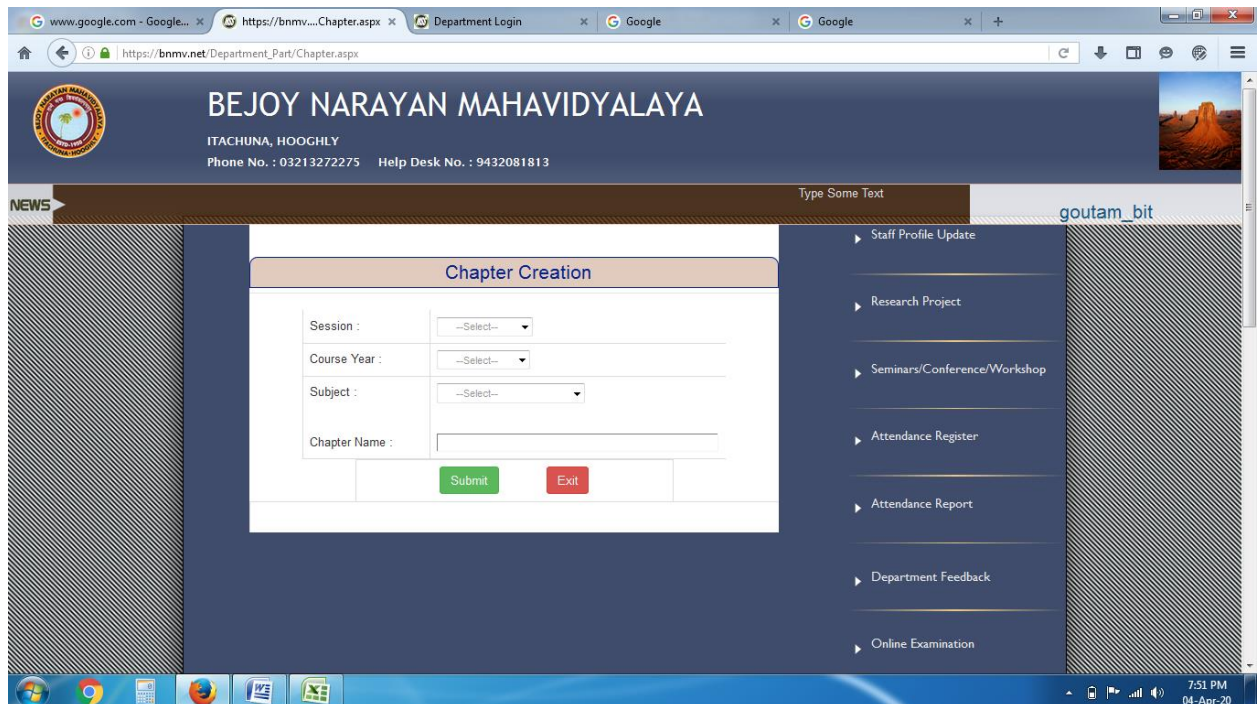 www.google.com - Google... https://bnmv....Chapter.aspx Department Login Google Google
https://bnmv.net/Department_Part/Chapter.aspx
BEJOY NARAYAN MAHAVIDYALAYA
ITACHUNA, HOOGHLY
Phone No. : 03213272275 Help Desk No. : 9432081813
NEWS
Type Some Text
goutam_bit
Chapter Creation
Session : --Select--
Course Year : --Select--
Subject : --Select--
Chapter Name :
Submit Exit
Staff Profile Update
Research Project
Seminars/Conference/Workshop
Attendance Register
Attendance Report
Department Feedback
Online Examination
7:51 PM
04-Apr-20